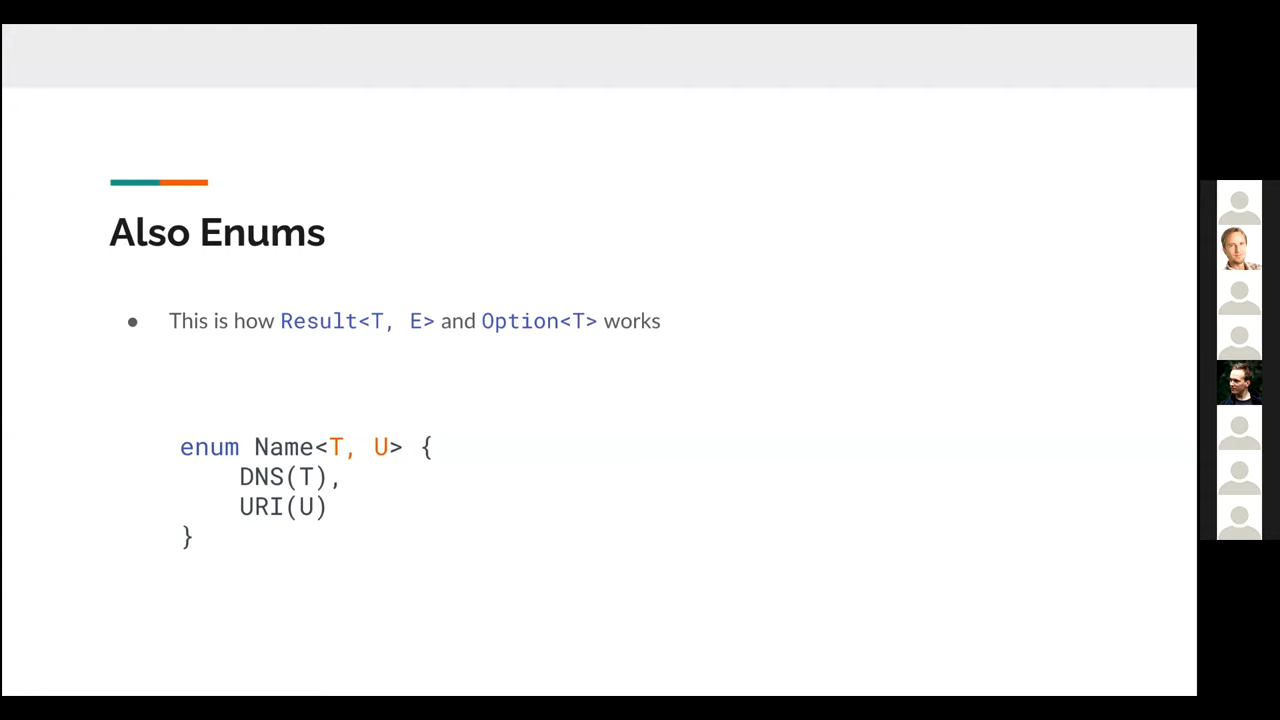 Also Enums
● This is how Result<T, E> and Option<T> works
enum Name<T, U> {
    DNS(T),
    URI(U)
}